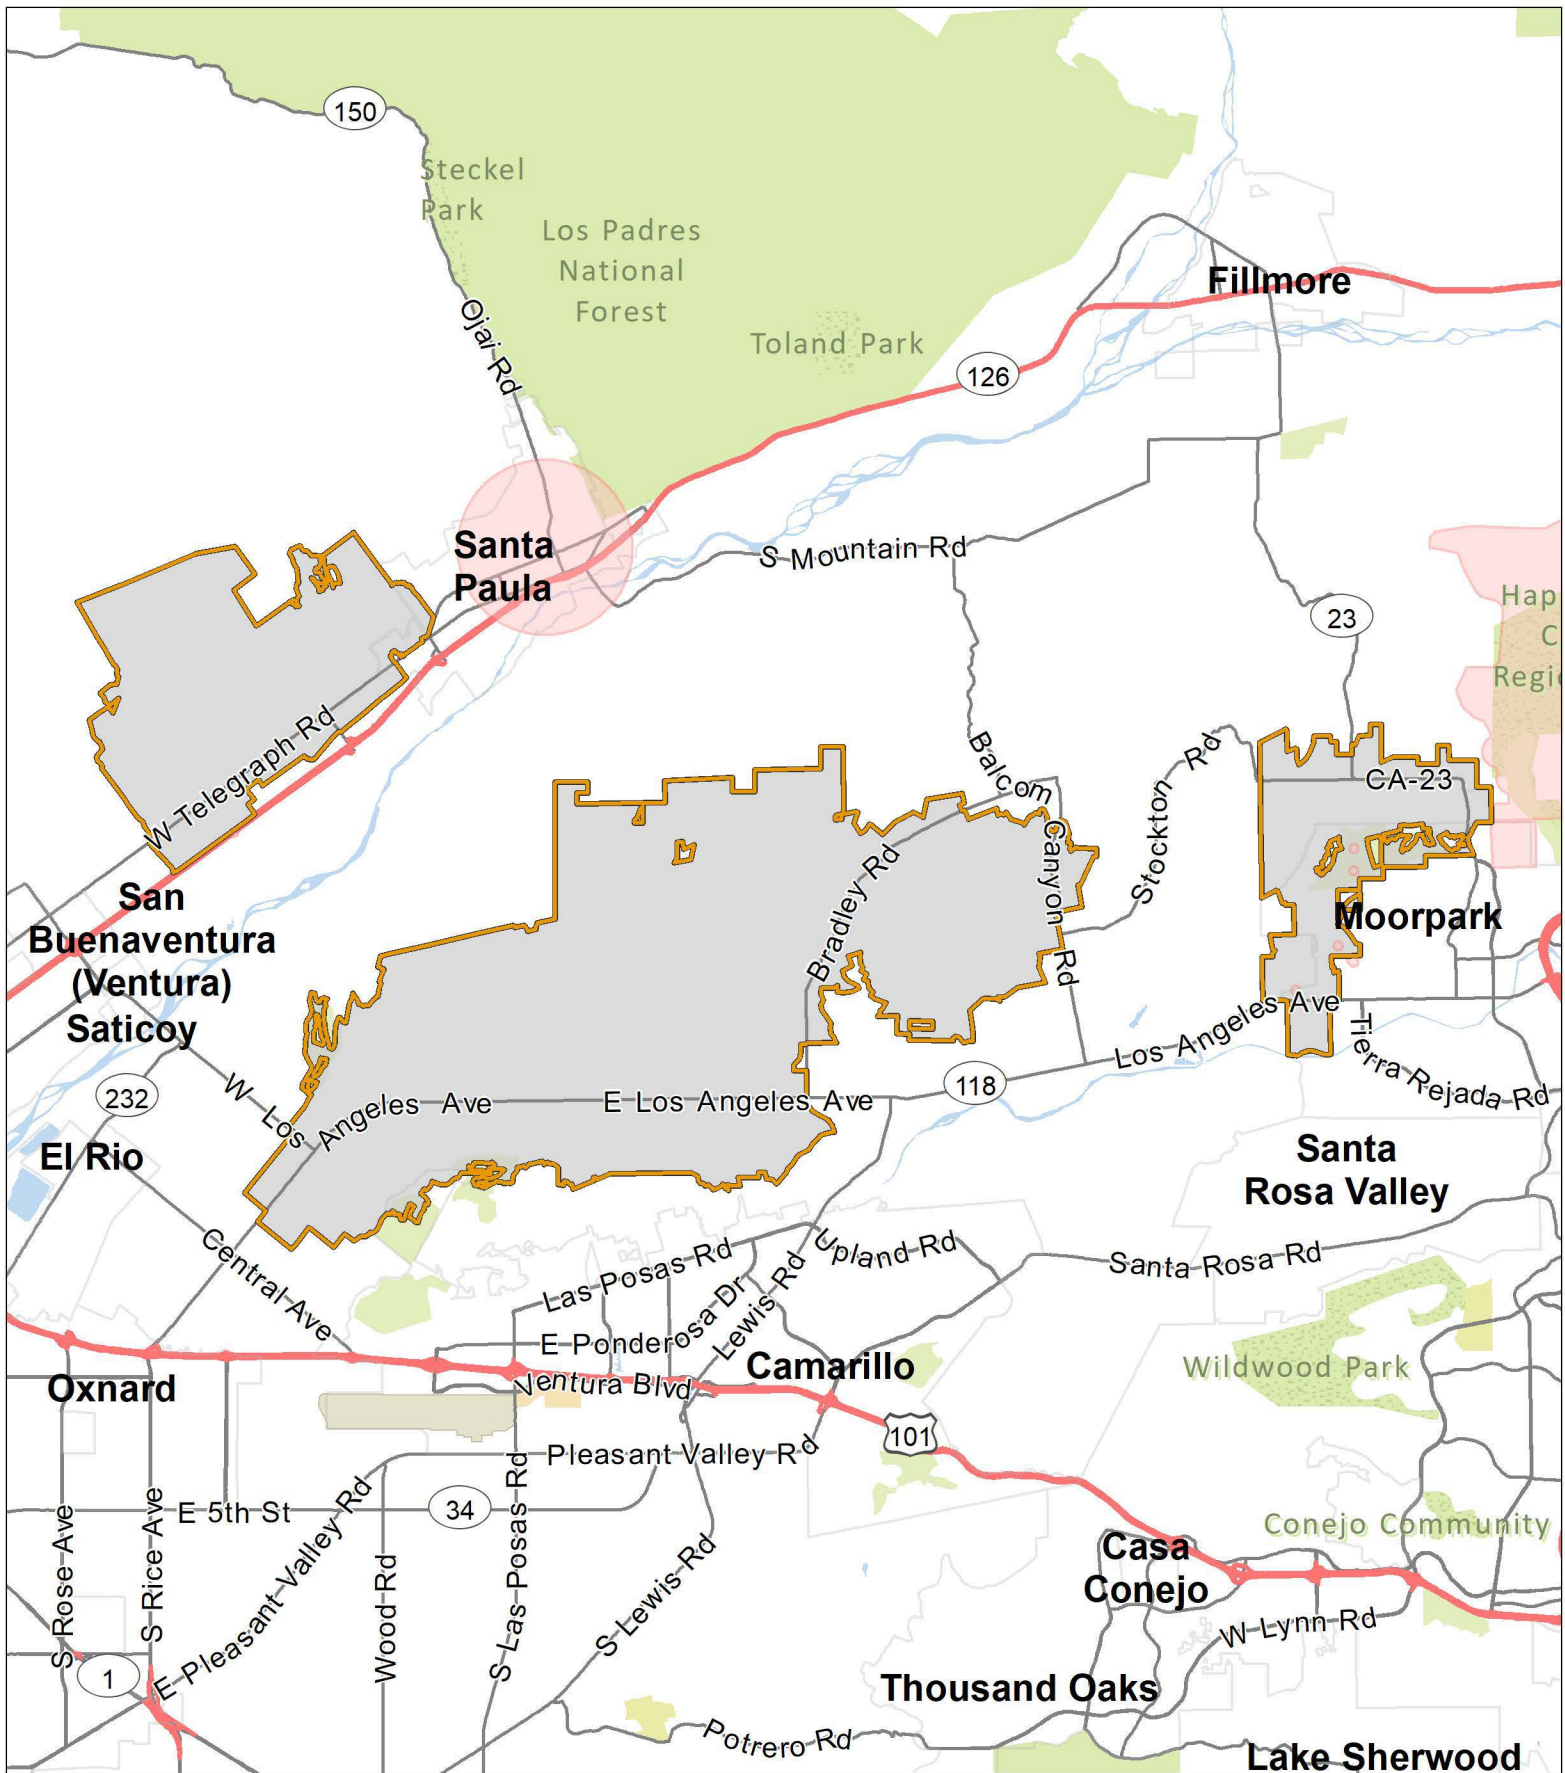 150
Steckel
Park
Los Padres
National
Forest
Ojai Rd
Toland Park
Fillmore
126
Santa
Paula
S Mountain Rd
23
Hap
C
Regi
W Telegraph Rd
Balcom
Canyon
Rd
Stockton Rd
CA-23
Bradley Rd
Moorpark
San
Buenaventura
(Ventura)
Saticoy
232
W Los
Angeles Ave
E Los Angeles Ave
118
Los Angeles Ave
Tierra Rejada Rd
El Rio
Santa
Rosa Valley
Central Ave
Las Posas Rd
Upland Rd
Santa Rosa Rd
E Ponderosa Dr
Lewis Rd
Camarillo
Wildwood Park
Oxnard
Ventura Blvd
101
Pleasant Valley Rd
E 5th St
34
S Rose Ave
S Rice Ave
E Pleasant Valley Rd
Wood Rd
S Las Posas Rd
S Lewis Rd
Conejo Community
Casa
Conejo
W Lynn Rd
1
Thousand Oaks
Potrero Rd
Lake Sherwood